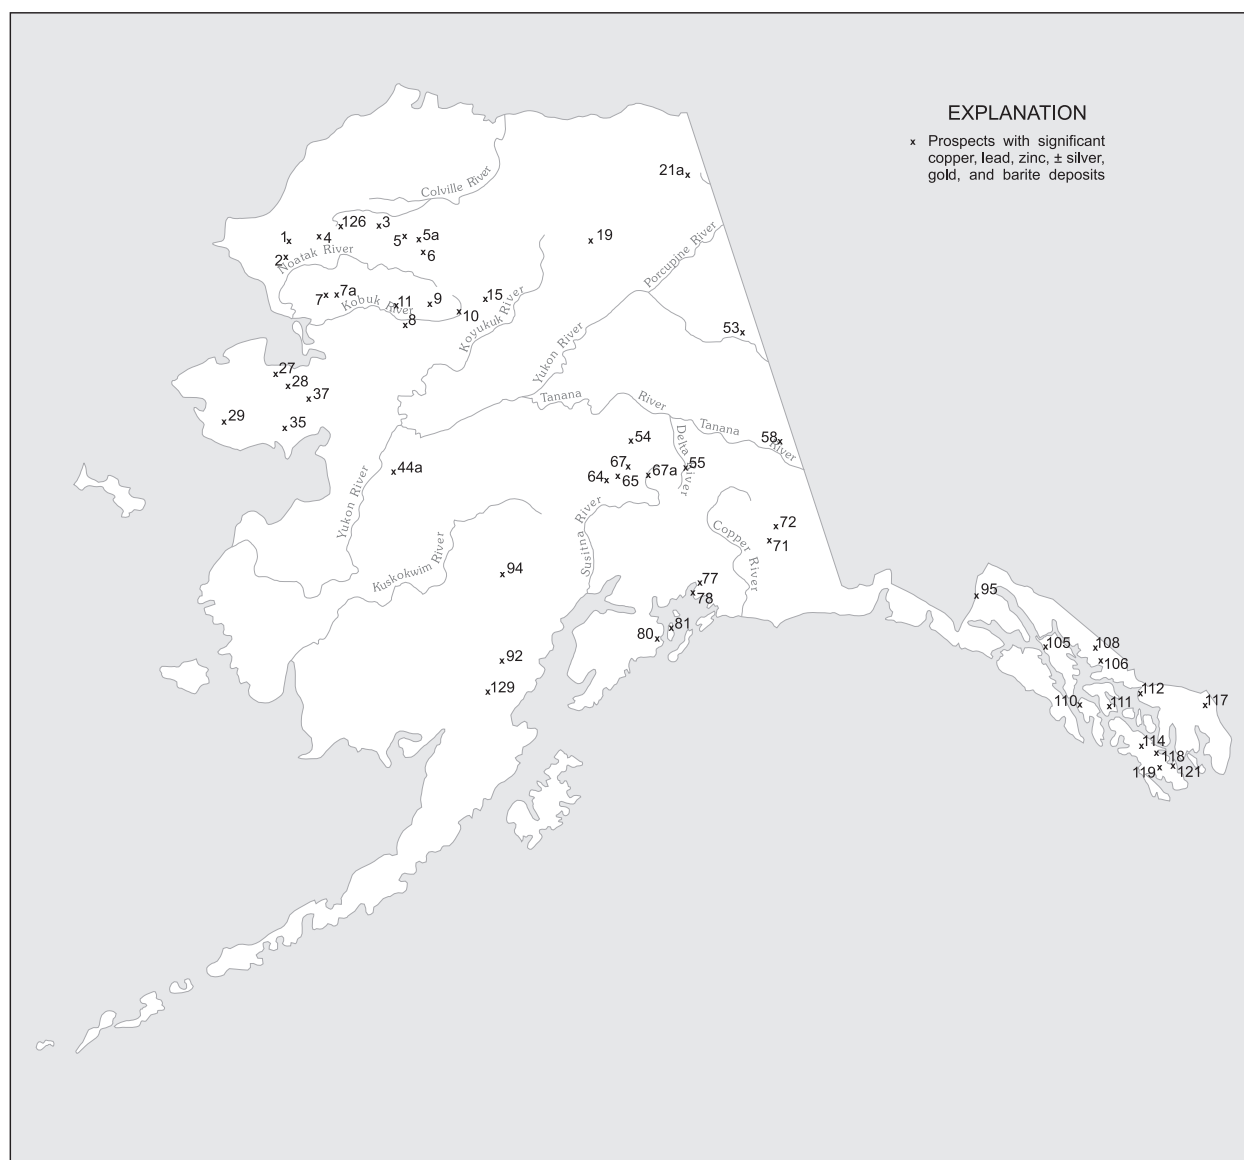 EXPLANATION
x Prospects with significant
copper, lead, zinc, ± silver,
gold, and barite deposits
21a
Colville River
126
3
1
4
5
5a
19
2
Noatak River
6
Porcupine River
7
7a
15
11
9
Kobuk River
10
8
Koyukuk River
53
Yukon River
27
28
37
Tanana
River
Tanana
River
29
35
54
58
Delta River
44a
67
67a
55
64
65
Yukon River
Susitna River
72
Copper River
71
Kuskokwim River
94
77
78
95
81
80
105
108
92
106
129
112
110
111
117
114
118
119
121